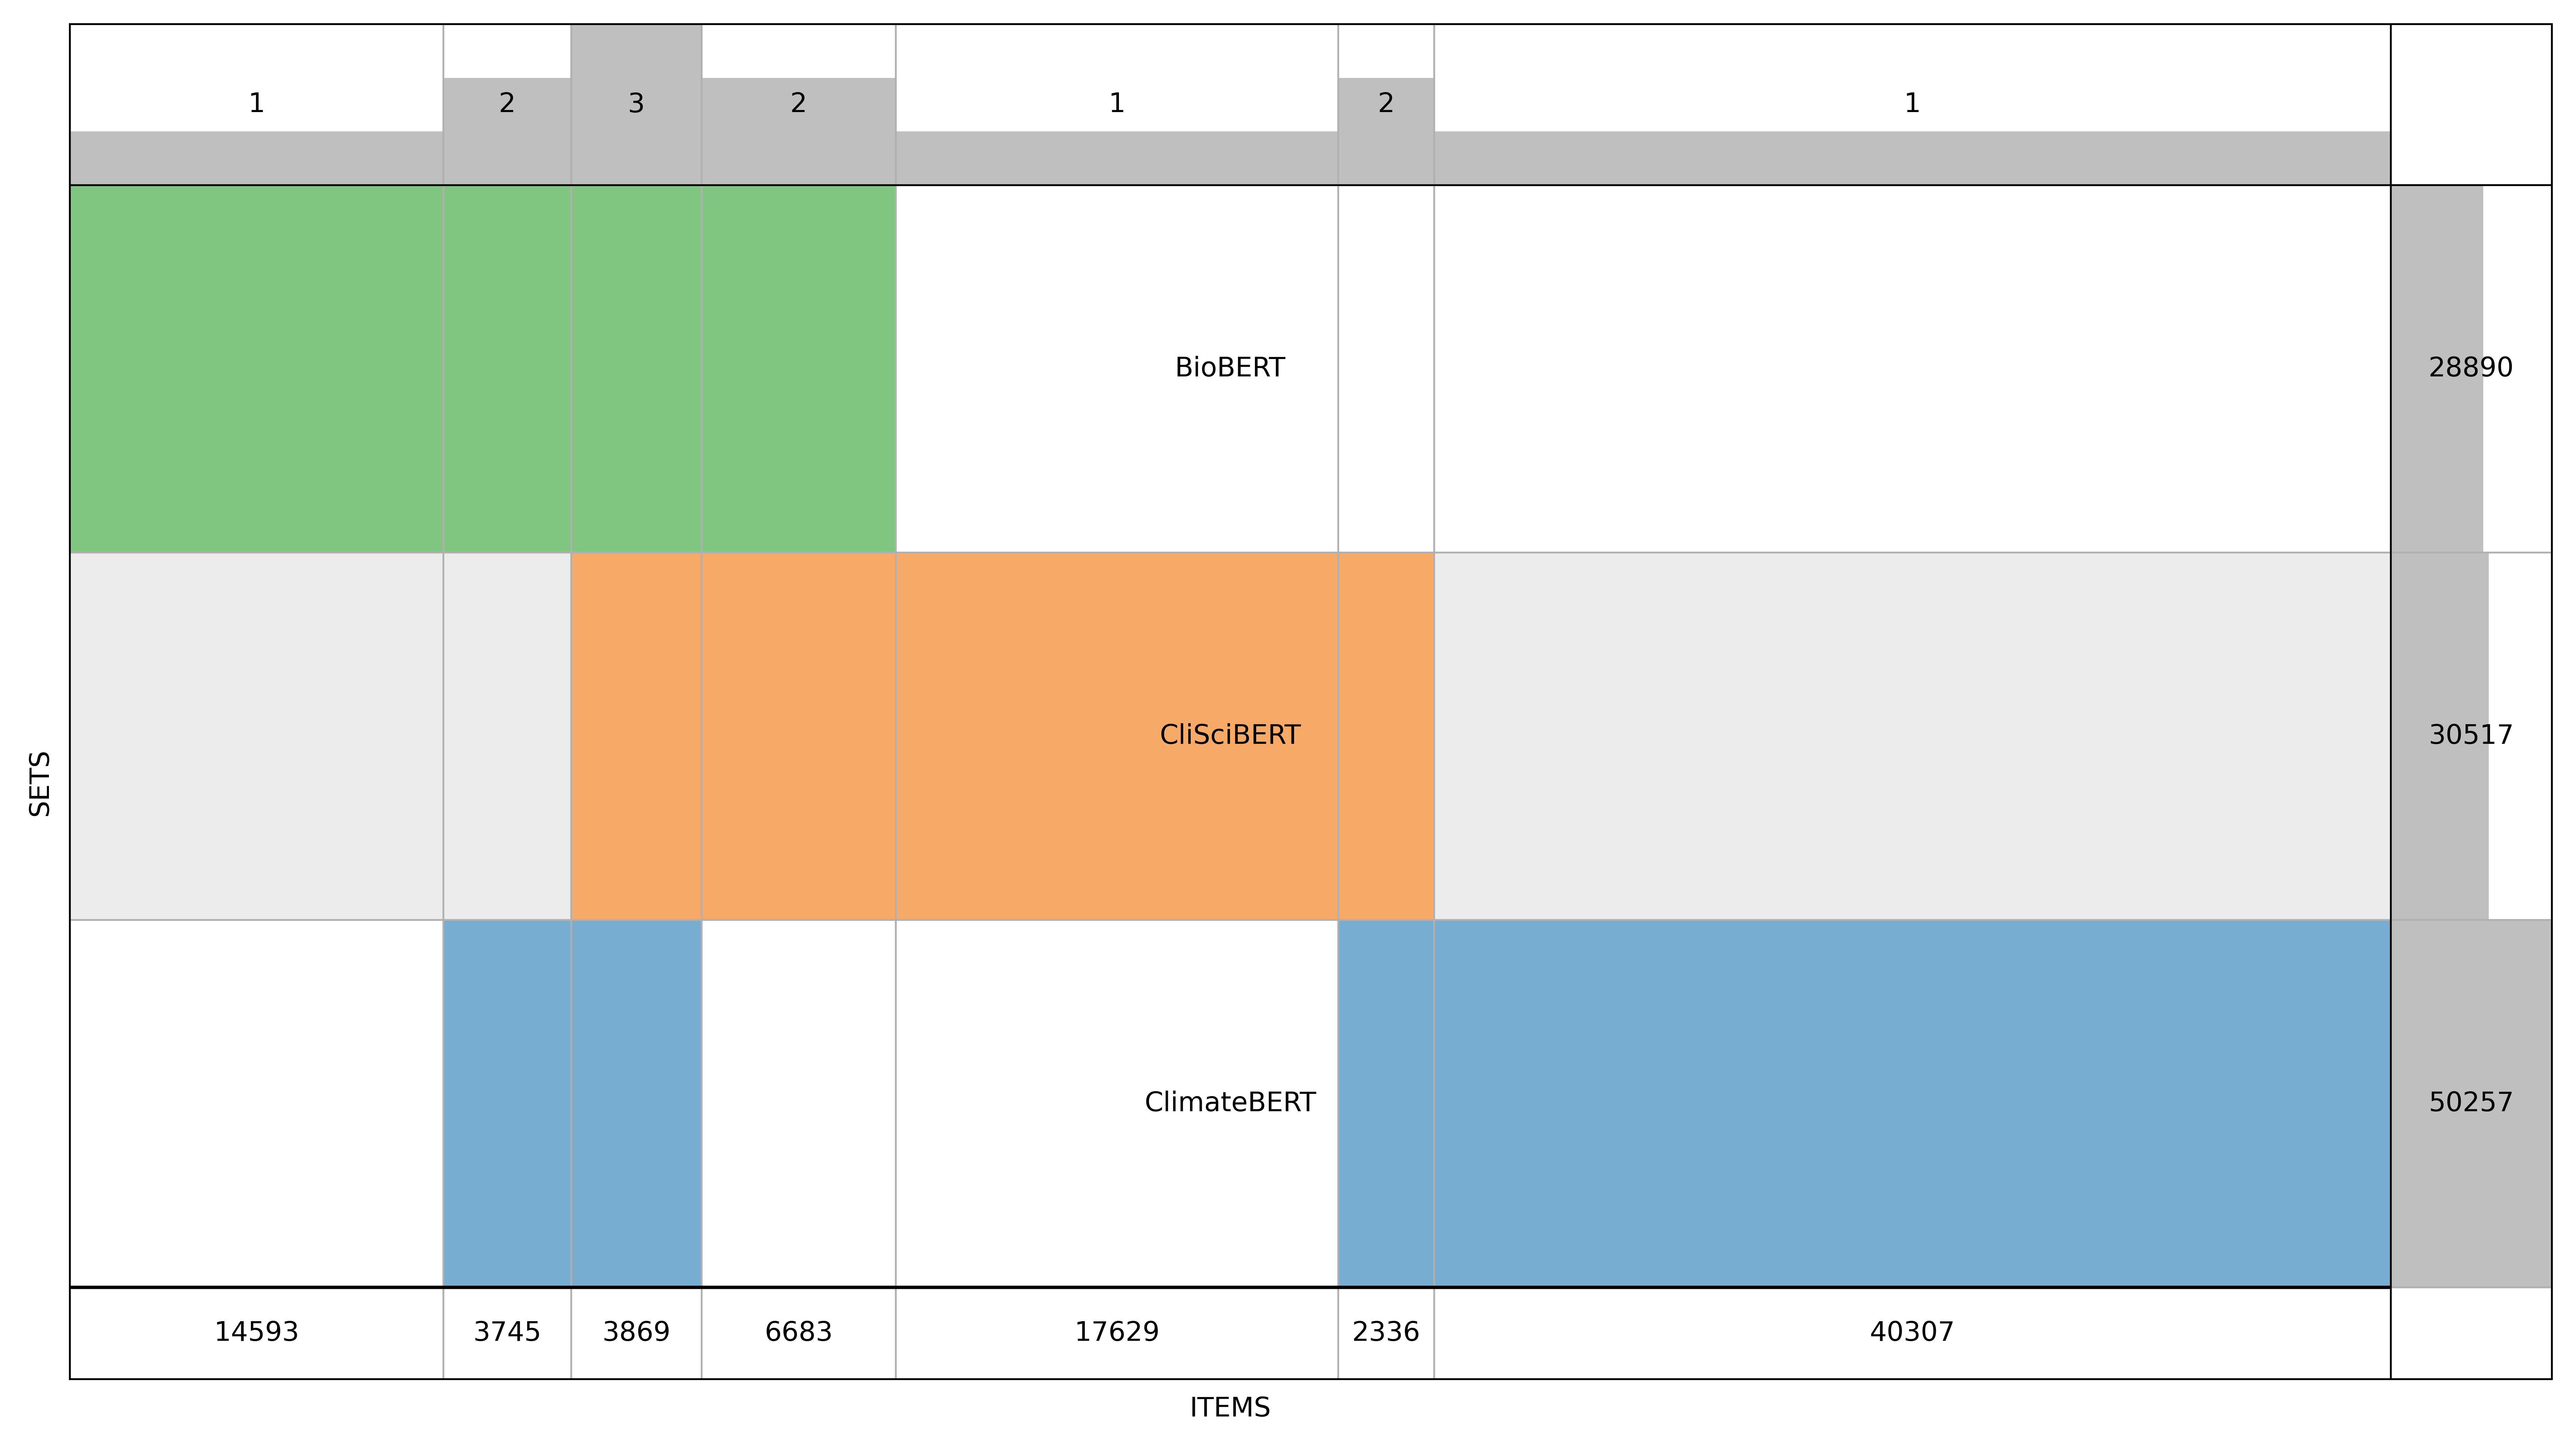 1 2 3 2 1 2 1
BioBERT 28890
CliSciBERT 30517
SETS
ClimateBERT 50257
14593 3745 3869 6683 17629 2336 40307
ITEMS